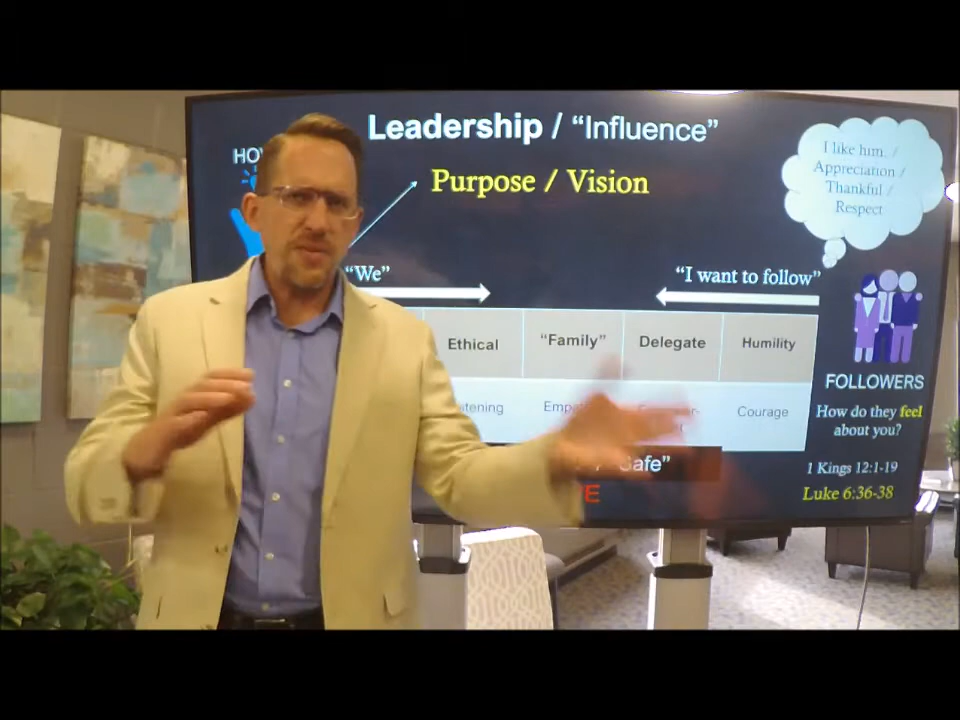 Leadership / “Influence”
HO
Purpose / Vision
I like him. /
Appreciation /
Thankful /
Respect
“We”
“I want to follow”
Ethical
“Family”
Delegate
Humility
Courage
FOLLOWERS
How do they feel
about you?
1 Kings 12:1-19
Luke 6:36-38